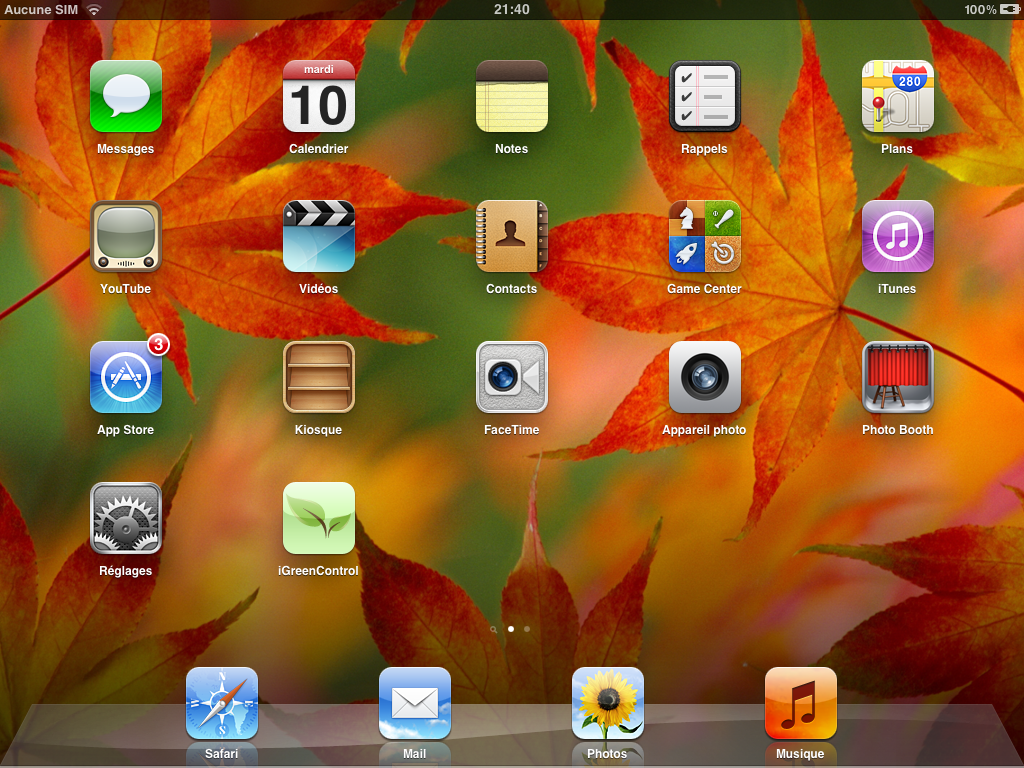 Aucune SIM
21:40
100%
mardi
10
280
Messages
Calendrier
Notes
Rappels
Plans
YouTube
Vidéos
Contacts
Game Center
iTunes
3
App Store
Kiosque
FaceTime
Appareil photo
Photo Booth
Réglages
iGreenControl
N
S
Safari
Mail
Photos
Musique